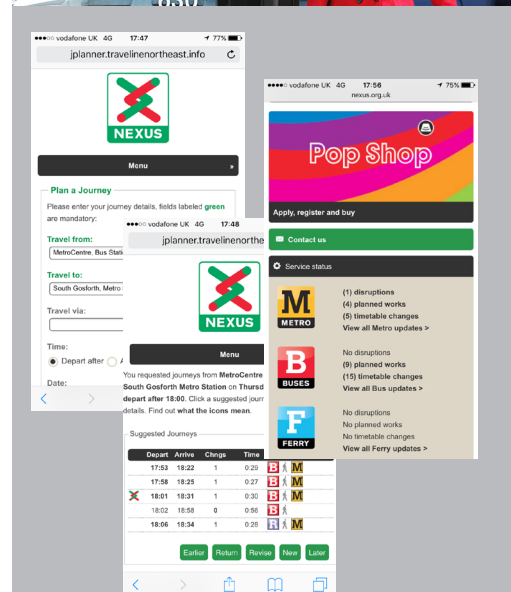 830
vodafone UK 4G 17:47 77%
jplanner.travelinenortheast.info
NEXUS
Menu »
Plan a Journey
Please enter your journey details, fields labeled green
are mandatory:
Travel from:
MetroCentre, Bus Stati
Travel to:
South Gosforth, Metro
Travel via:
Time:
Depart after
Date:
vodafone UK 4G 17:48
jplanner.travelinenorthe
NEXUS
Menu
You requested journeys from MetroCentre
South Gosforth Metro Station on Thursd
depart after 18:00. Click a suggested jour
details. Find out what the icons mean.
Suggested Journeys
Depart Arrive Chngs Time
17:53 18:22 1 0:29 B M
17:58 18:25 1 0:27 B M
18:01 18:31 1 0:30 B M
18:02 18:58 0 0:56 B
18:06 18:34 1 0:28 R M
Earlier Return Revise New Later
vodafone UK 4G 17:56 75%
nexus.org.uk
Pop Shop
Apply, register and buy
Contact us
Service status
M
METRO
(1) disruptions
(4) planned works
(5) timetable changes
View all Metro updates >
B
BUSES
No disruptions
(9) planned works
(15) timetable changes
View all Bus updates >
F
FERRY
No disruptions
No planned works
No timetable changes
View all Ferry updates >